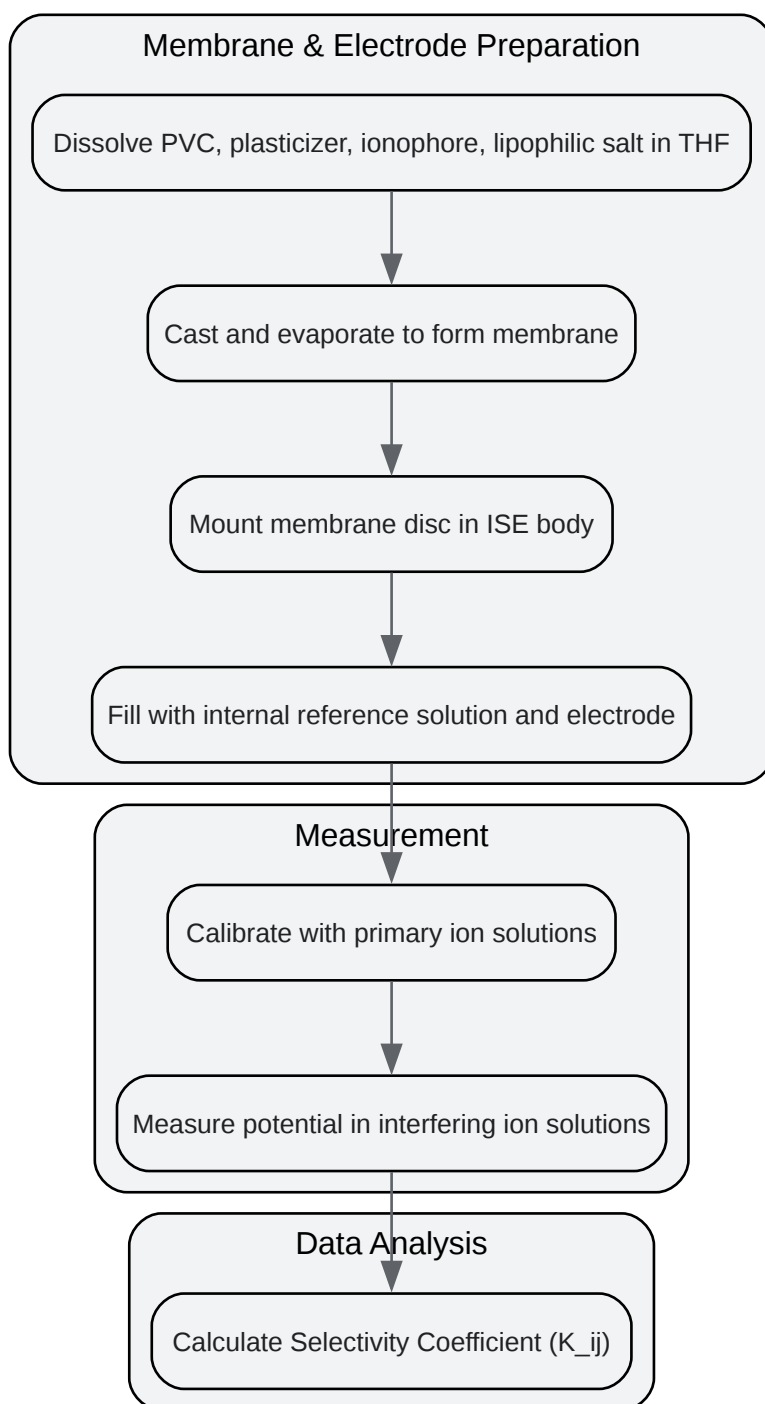 Membrane & Electrode Preparation
Dissolve PVC, plasticizer, ionophore, lipophilic salt in THF
Cast and evaporate to form membrane
Mount membrane disc in ISE body
Fill with internal reference solution and electrode
Measurement
Calibrate with primary ion solutions
Measure potential in interfering ion solutions
Data Analysis
Calculate Selectivity Coefficient (K_ij)